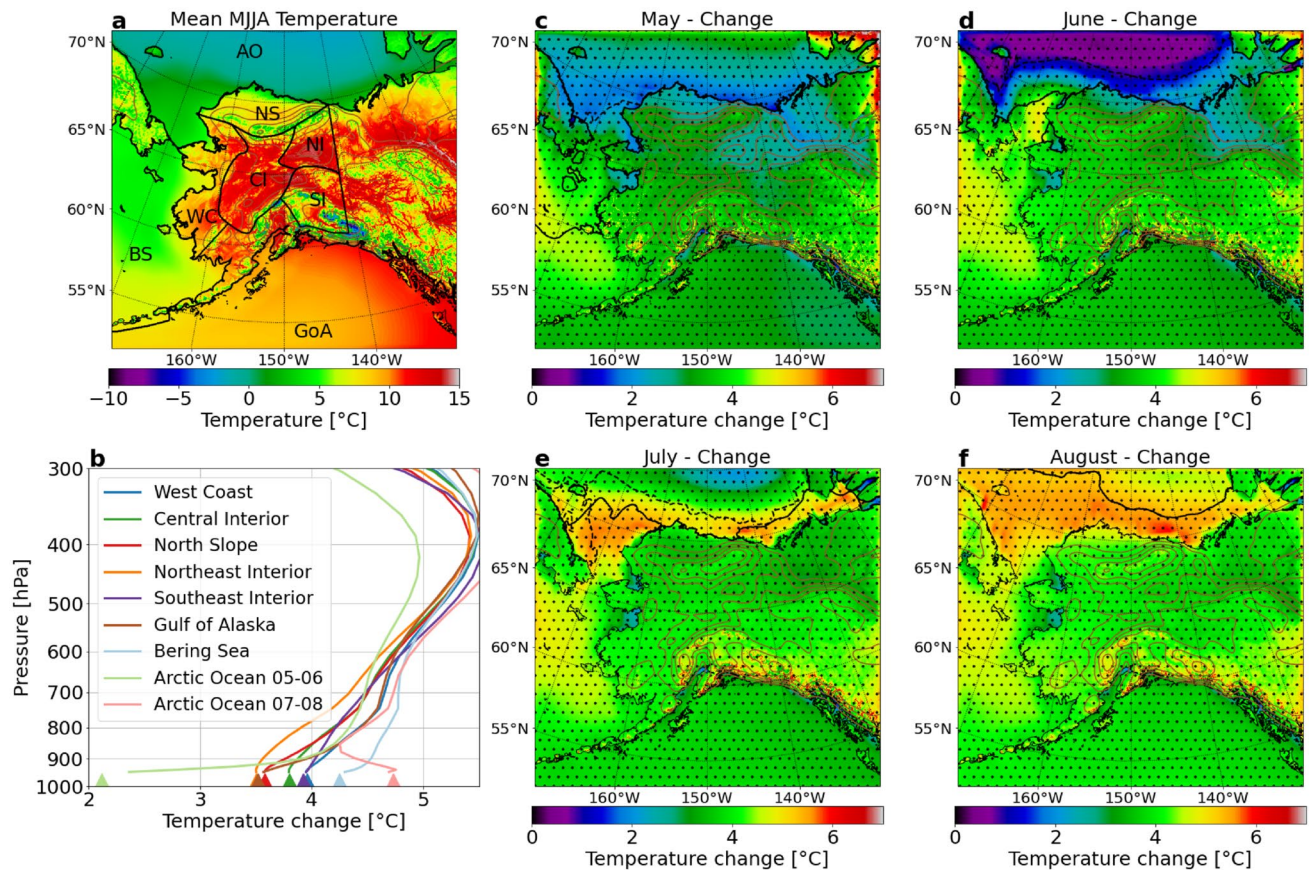 a Mean MJJA Temperature
70°N
65°N
60°N
55°N
AO
NS
NI
CI
SI
WC
BS
GoA
160°W 150°W 140°W
−10 −5 0 5 10 15
Temperature [°C]
c May - Change
70°N
65°N
60°N
55°N
160°W 150°W 140°W
0 2 4 6
Temperature change [°C]
d June - Change
70°N
65°N
60°N
55°N
160°W 150°W 140°W
0 2 4 6
Temperature change [°C]
b
300
400
500
600
700
800
900
1000
Pressure [hPa]
West Coast
Central Interior
North Slope
Northeast Interior
Southeast Interior
Gulf of Alaska
Bering Sea
Arctic Ocean 05-06
Arctic Ocean 07-08
2 3 4 5
Temperature change [°C]
e July - Change
70°N
65°N
60°N
55°N
160°W 150°W 140°W
0 2 4 6
Temperature change [°C]
f August - Change
70°N
65°N
60°N
55°N
160°W 150°W 140°W
0 2 4 6
Temperature change [°C]